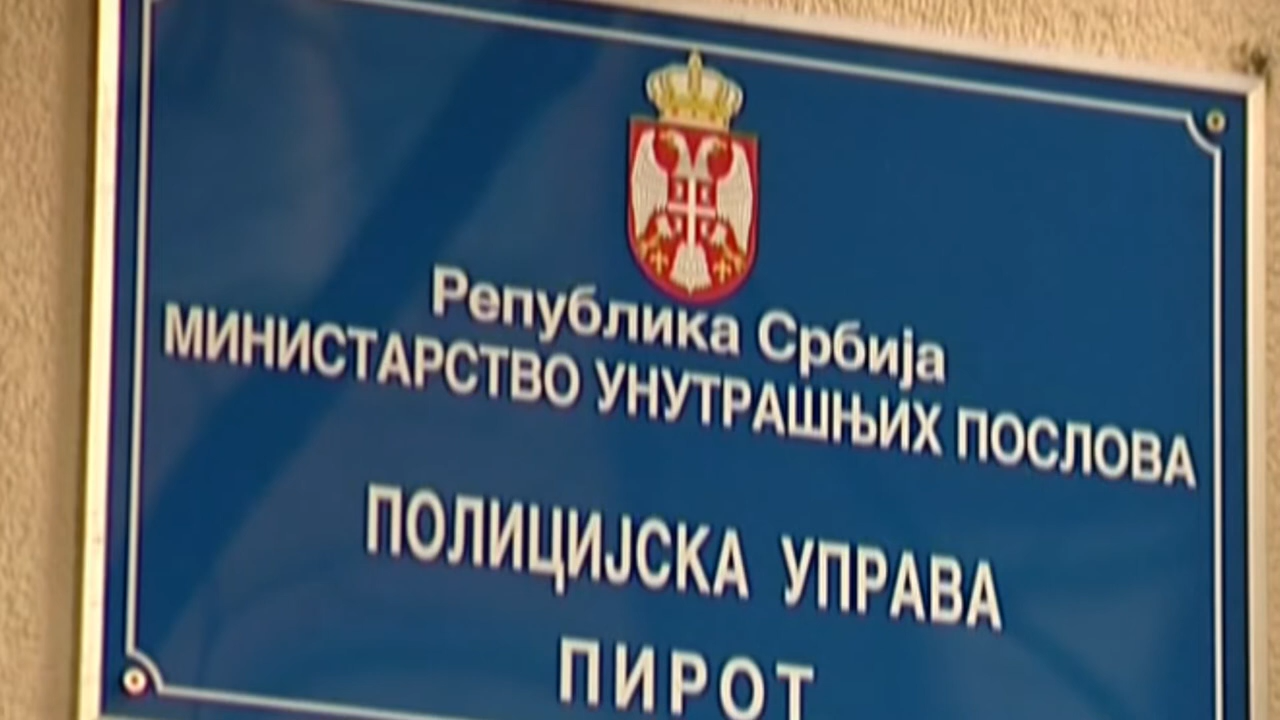 Република Србија
МИНИСТАРСТВО УНУТРАШЊИХ ПОСЛОВА
ПОЛИЦИЈСКА УПРАВА
ПИРОТ